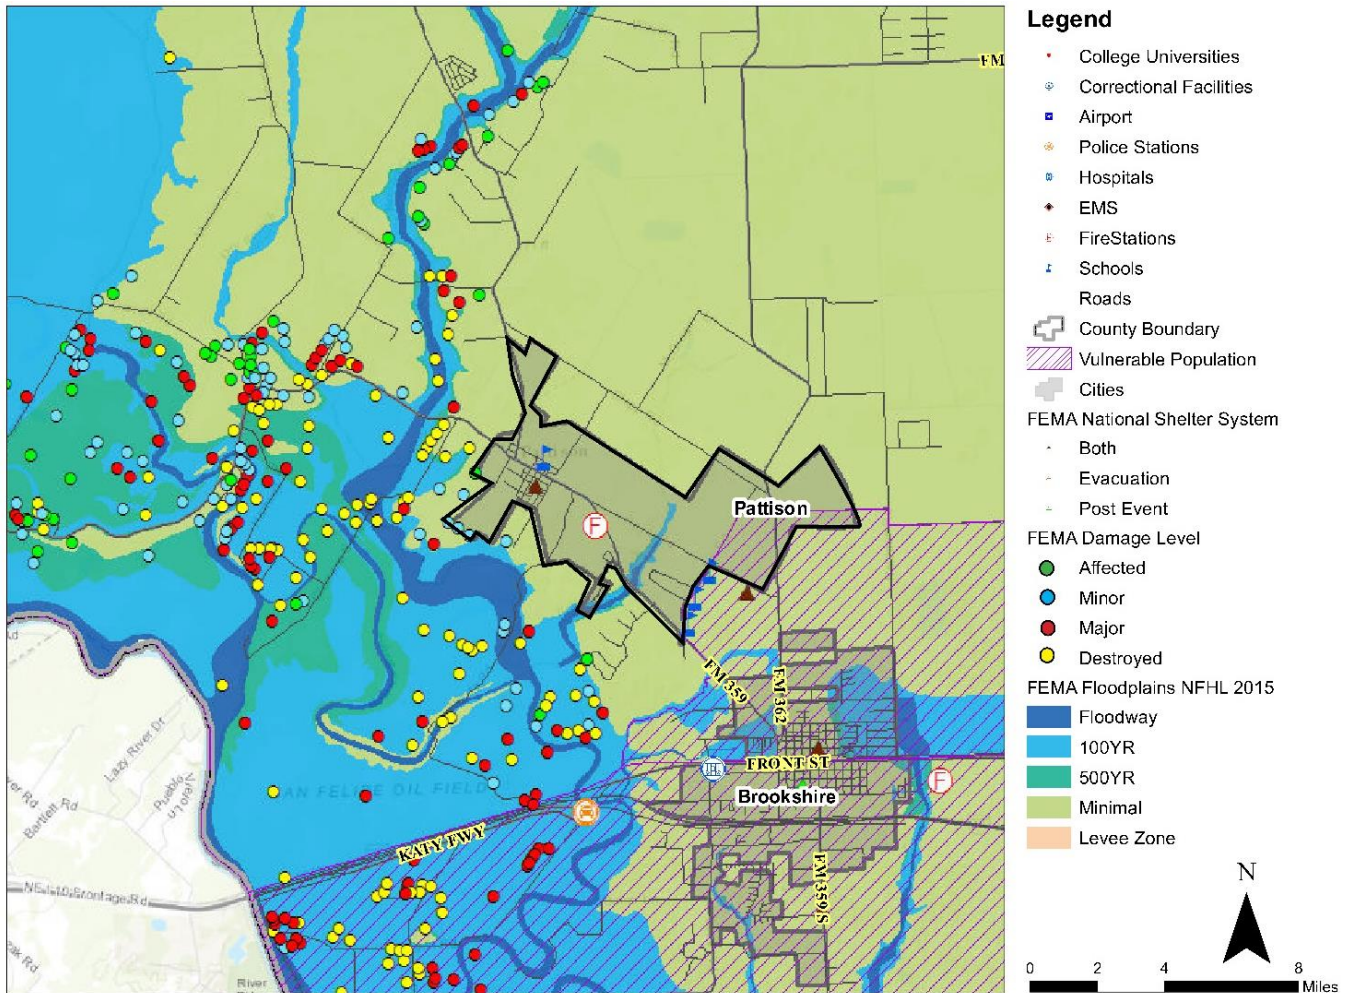 Legend
College Universities
Correctional Facilities
Airport
Police Stations
Hospitals
EMS
FireStations
Schools
Roads
County Boundary
Vulnerable Population
Cities
FEMA National Shelter System
Both
Evacuation
Post Event
FEMA Damage Level
Affected
Minor
Major
Destroyed
FEMA Floodplains NFHL 2015
Floodway
100YR
500YR
Minimal
Levee Zone
N
0 2 4 8
Miles
FM
F
Pattison
FM 359
FM 362
FRONT ST
F
Brookshire
FM 359 S
KATY FWY
FELIPE OIL FIELD
Lazy River Dr
Bartlett Rd
Rd
River